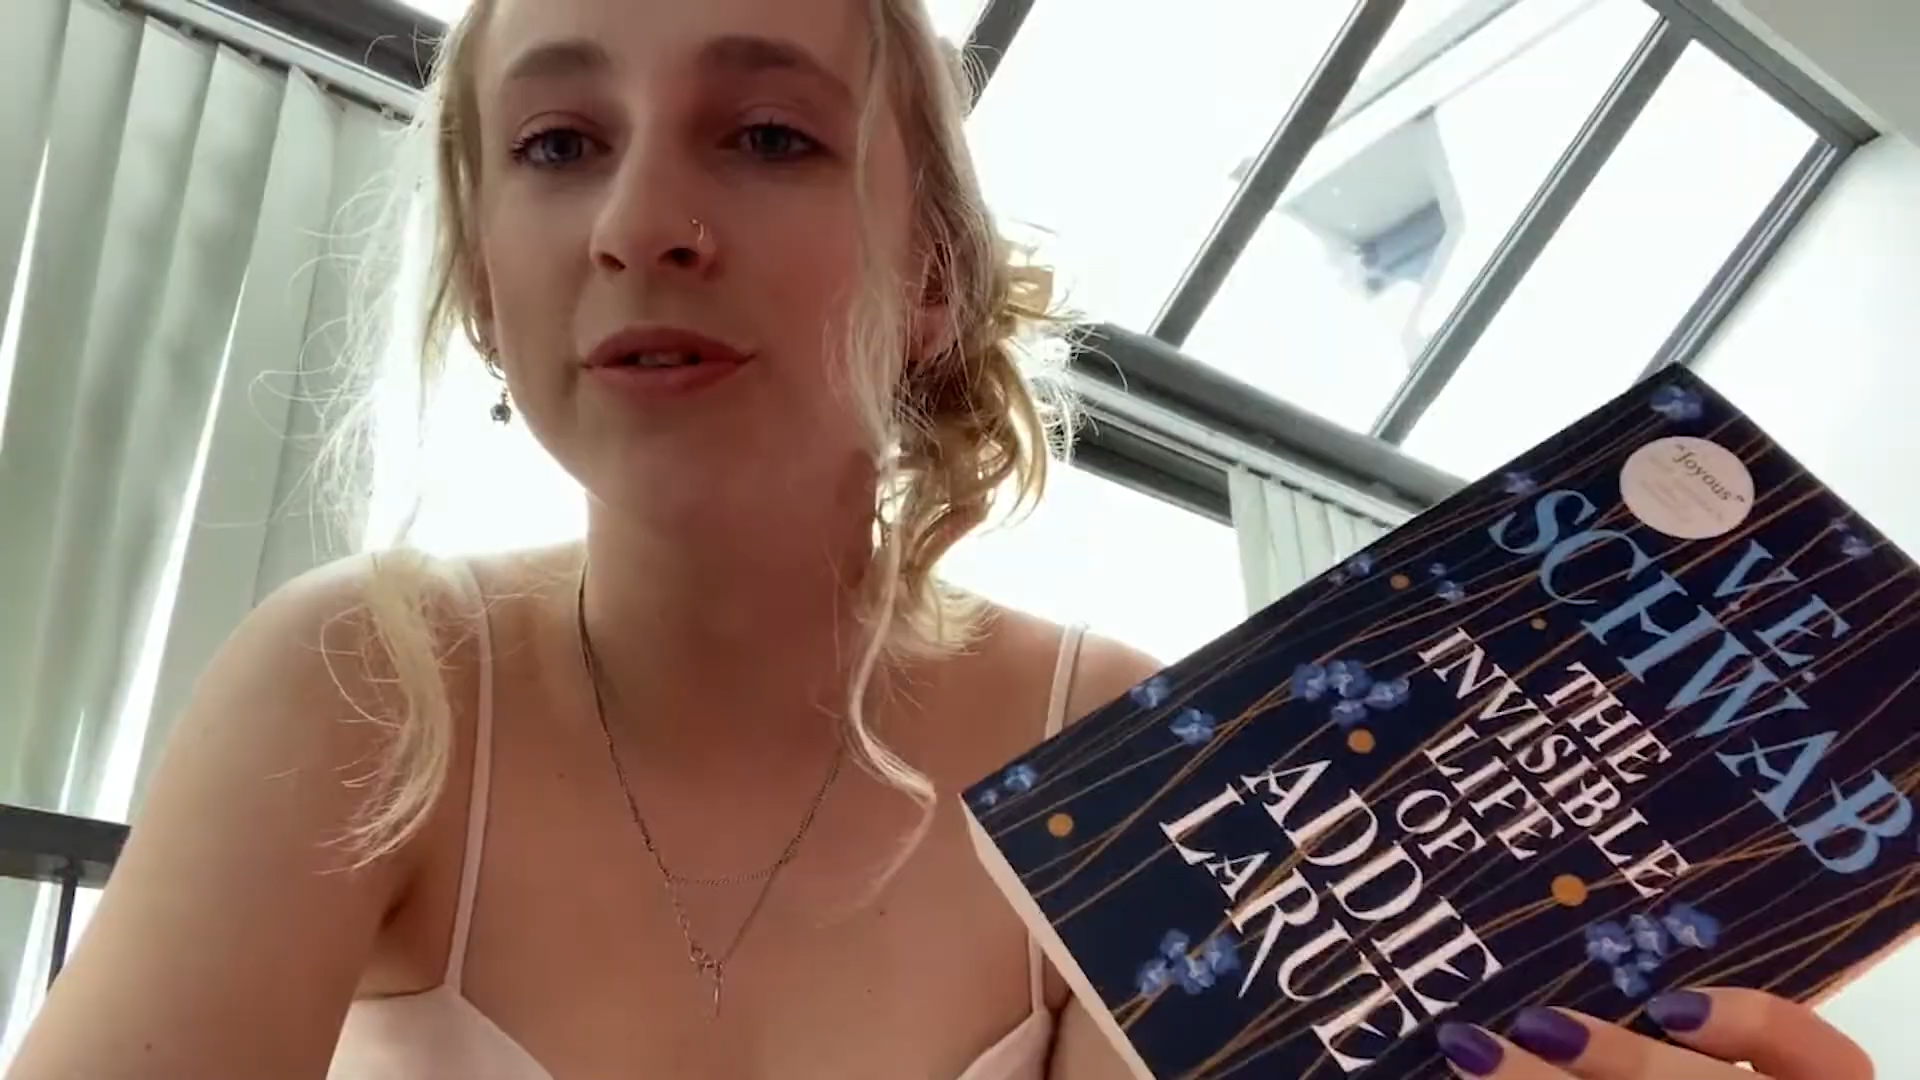 "Joyous"
V. E.
SCHWAB
THE
INVISIBLE
LIFE
OF
ADDIE
LARUE